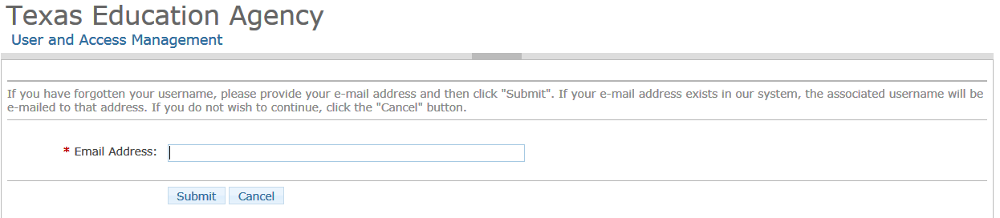 Texas Education Agency
User and Access Management
If you have forgotten your username, please provide your e-mail address and then click "Submit". If your e-mail address exists in our system, the associated username will be
e-mailed to that address. If you do not wish to continue, click the "Cancel" button.
* Email Address:
Submit Cancel